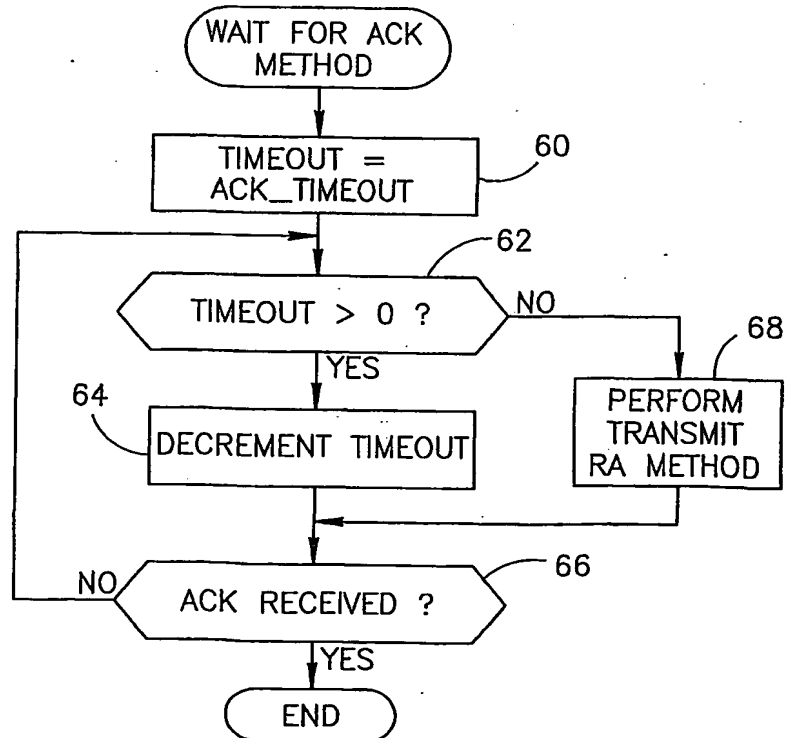 WAIT FOR ACK
METHOD
TIMEOUT =
ACK_TIMEOUT
60
62
TIMEOUT > 0 ?
NO
YES
68
64
DECREMENT TIMEOUT
PERFORM
TRANSMIT
RA METHOD
66
NO
ACK RECEIVED ?
YES
END